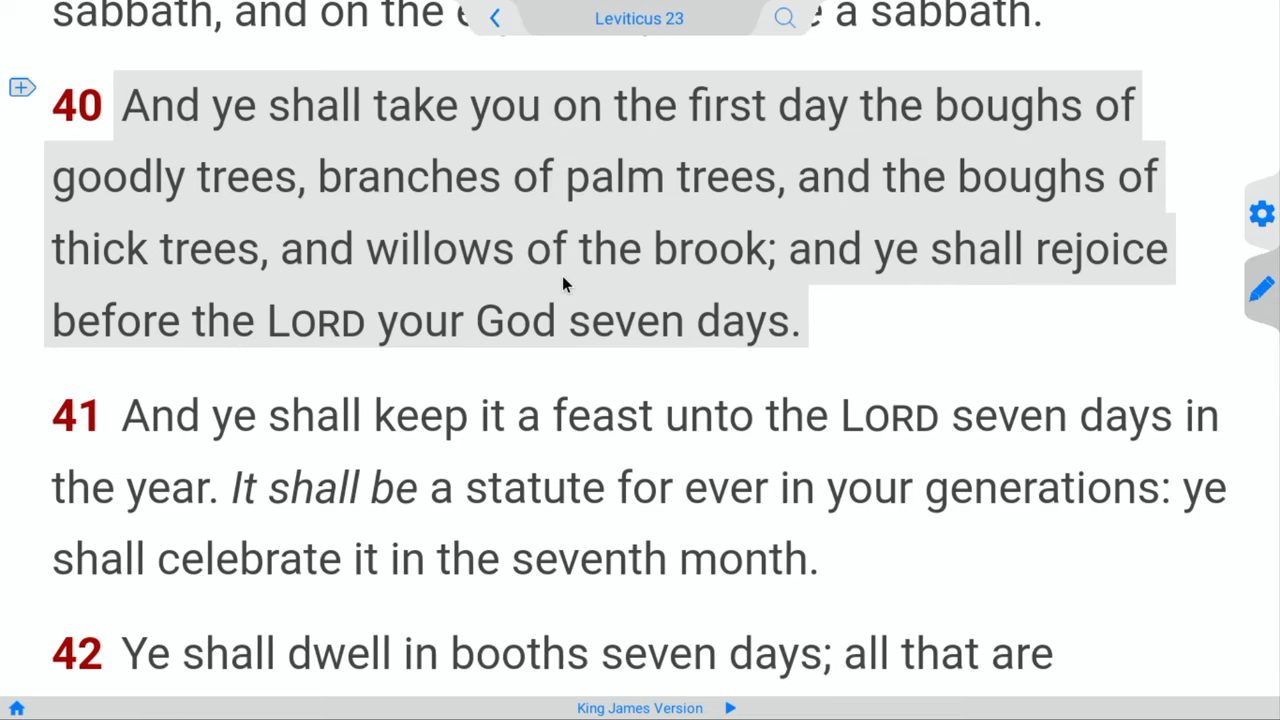 sabbath, and on the e
Leviticus 23
a sabbath.
40 And ye shall take you on the first day the boughs of
goodly trees, branches of palm trees, and the boughs of
thick trees, and willows of the brook; and ye shall rejoice
before the LORD your God seven days.
41 And ye shall keep it a feast unto the LORD seven days in
the year. It shall be a statute for ever in your generations: ye
shall celebrate it in the seventh month.
42 Ye shall dwell in booths seven days; all that are
King James Version